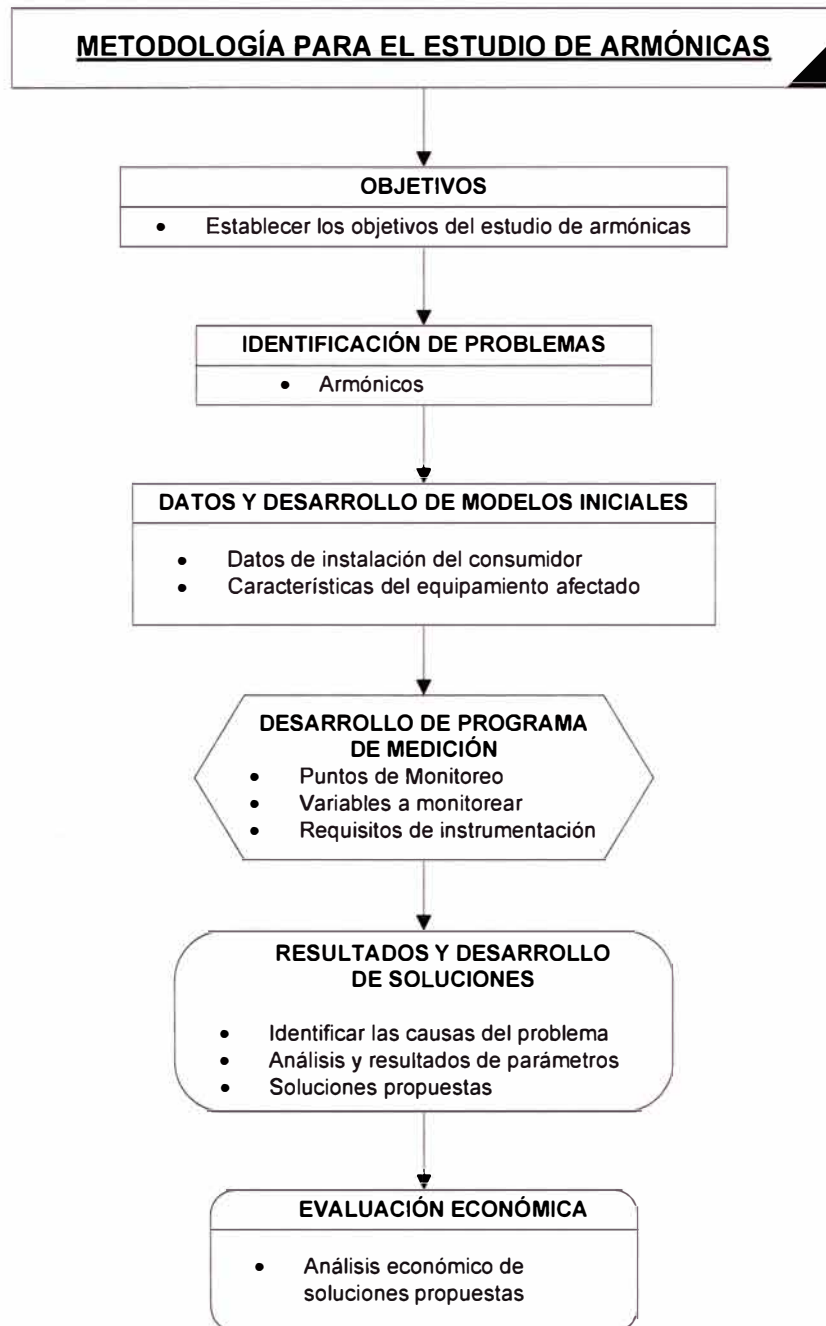 METODOLOGÍA PARA EL ESTUDIO DE ARMÓNICAS
OBJETIVOS
• Establecer los objetivos del estudio de armónicas
IDENTIFICACIÓN DE PROBLEMAS
• Armónicos
DATOS Y DESARROLLO DE MODELOS INICIALES
• Datos de instalación del consumidor
• Características del equipamiento afectado
DESARROLLO DE PROGRAMA
DE MEDICIÓN
• Puntos de Monitoreo
• Variables a monitorear
• Requisitos de instrumentación
RESULTADOS Y DESARROLLO
DE SOLUCIONES
• Identificar las causas del problema
• Análisis y resultados de parámetros
• Soluciones propuestas
EVALUACIÓN ECONÓMICA
• Análisis económico de
soluciones propuestas